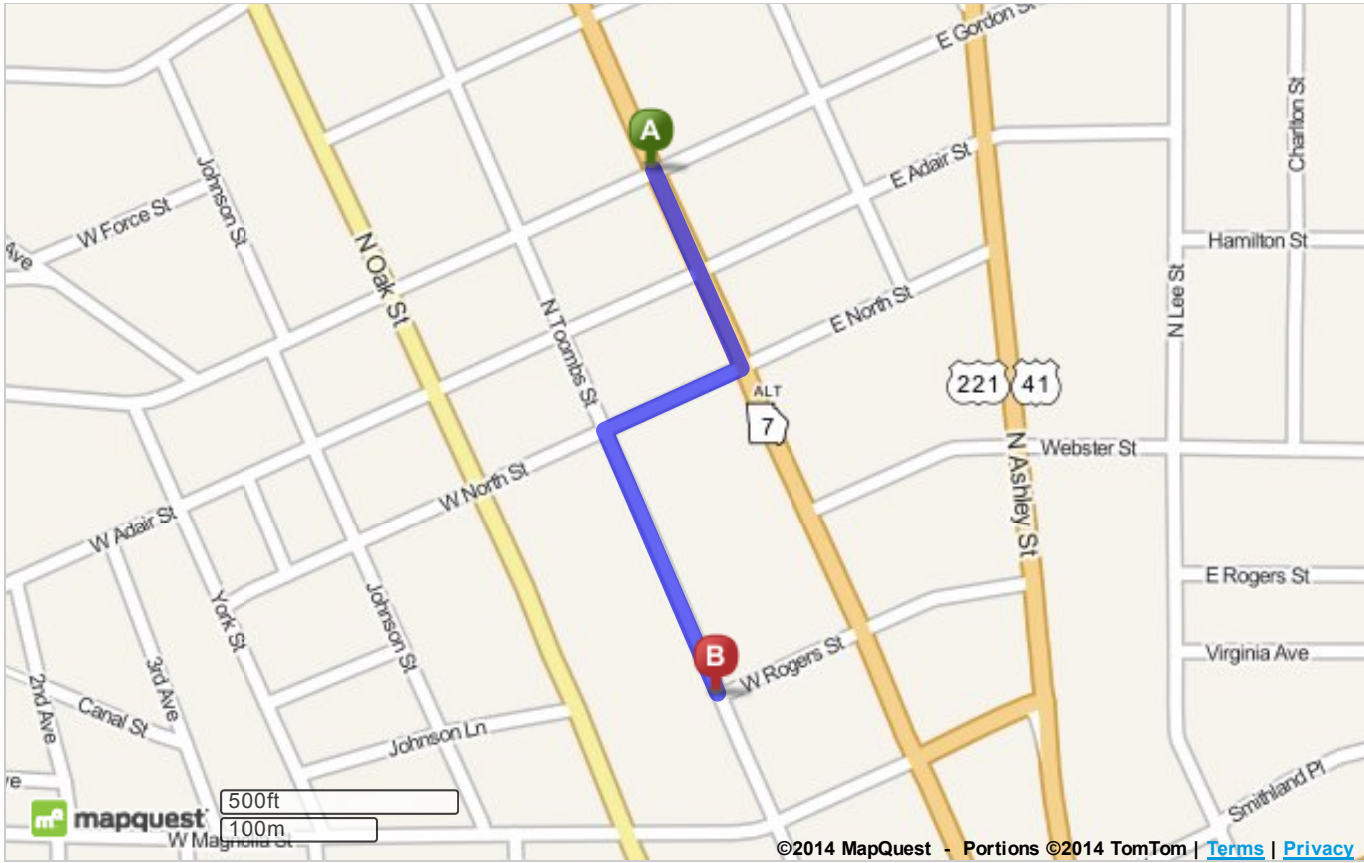 E Gordon St
A
Charlton St
E Adair St
Johnson St
W Force St
Ave
N Oak St
Hamilton St
N Lee St
E North St
N Toombs St
221
41
ALT
7
N Ashley St
Webster St
W North St
W Adair St
E Rogers St
York St
Johnson St
B
W Rogers St
Virginia Ave
3rd Ave
2nd Ave
Canal St
Johnson Ln
ve
Smithland Pl
500ft
mapquest
100m
W Magnolia St
©2014 MapQuest - Portions ©2014 TomTom | Terms | Privacy